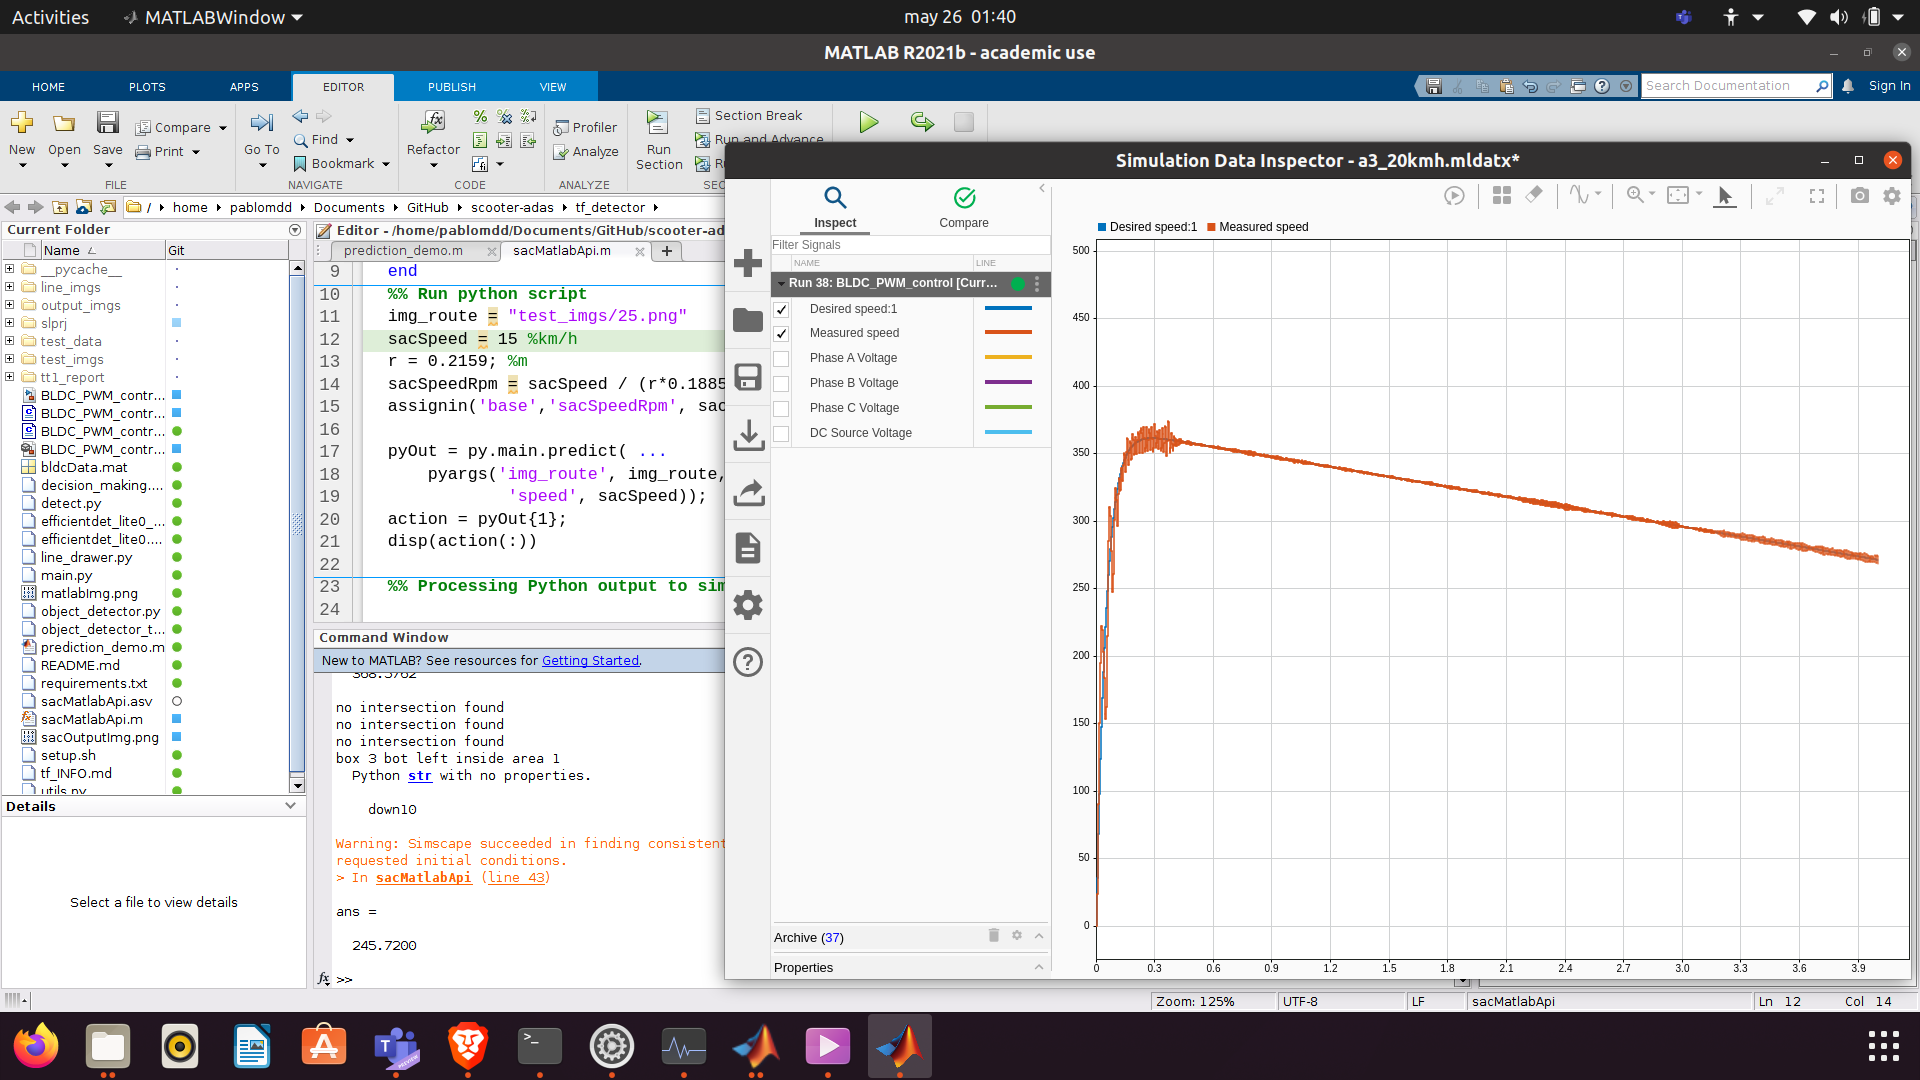 Activities
MATLABWindow
may 26 01:40
MATLAB R2021b - academic use
HOME
PLOTS
APPS
EDITOR
PUBLISH
VIEW
Search Documentation
Sign In
New
Open
Save
Compare
Print
Go To
Find
Bookmark
Refactor
Profiler
Analyze
Run
Section
Section Break
Run and Advance
FILE
NAVIGATE
CODE
ANALYZE
/ home pablomdd Documents GitHub scooter-adas tf_detector
Current Folder
Name
Git
__pycache__
line_imgs
output_imgs
slprj
test_data
test_imgs
tt1_report
BLDC_PWM_contr...
BLDC_PWM_contr...
BLDC_PWM_contr...
BLDC_PWM_contr...
bldcData.mat
decision_making....
detect.py
efficientdet_lite0_...
efficientdet_lite0....
line_drawer.py
main.py
matlabImg.png
object_detector.py
object_detector_t...
prediction_demo.m
README.md
requirements.txt
sacMatlabApi.asv
sacMatlabApi.m
sacOutputImg.png
setup.sh
tf_INFO.md
utils.py
Details
Select a file to view details
Editor - /home/pablomdd/Documents/GitHub/scooter-ad
prediction_demo.m
sacMatlabApi.m
9 end
10 %% Run python script
11 img_route = "test_imgs/25.png"
12 sacSpeed = 15 %km/h
13 r = 0.2159; %m
14 sacSpeedRpm = sacSpeed / (r*0.1885
15 assignin('base','sacSpeedRpm', sac
16
17 pyOut = py.main.predict( ...
18 pyargs('img_route', img_route,
19 'speed', sacSpeed));
20 action = pyOut{1};
21 disp(action(:))
22
23 %% Processing Python output to sim
24
Command Window
New to MATLAB? See resources for Getting Started.
368.5762
no intersection found
no intersection found
no intersection found
box 3 bot left inside area 1
Python str with no properties.
down10
Warning: Simscape succeeded in finding consistent
requested initial conditions.
> In sacMatlabApi (line 43)
ans =
245.7200
fx >>
Simulation Data Inspector - a3_20kmh.mldatx*
Inspect
Compare
Filter Signals
NAME
LINE
Run 38: BLDC_PWM_control [Curr...
Desired speed:1
Measured speed
Phase A Voltage
Phase B Voltage
Phase C Voltage
DC Source Voltage
Archive (37)
Properties
Desired speed:1
Measured speed
500
450
400
350
300
250
200
150
100
50
0
0 0.3 0.6 0.9 1.2 1.5 1.8 2.1 2.4 2.7 3.0 3.3 3.6 3.9
Zoom: 125%
UTF-8
LF
sacMatlabApi
Ln 12
Col 14